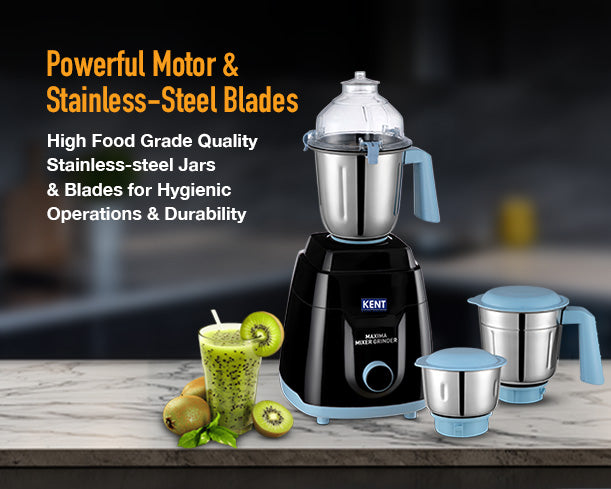 Powerful Motor &
Stainless-Steel Blades
High Food Grade Quality
Stainless-steel Jars
& Blades for Hygienic
Operations & Durability
KENT
MAXIMA
MIXER GRINDER